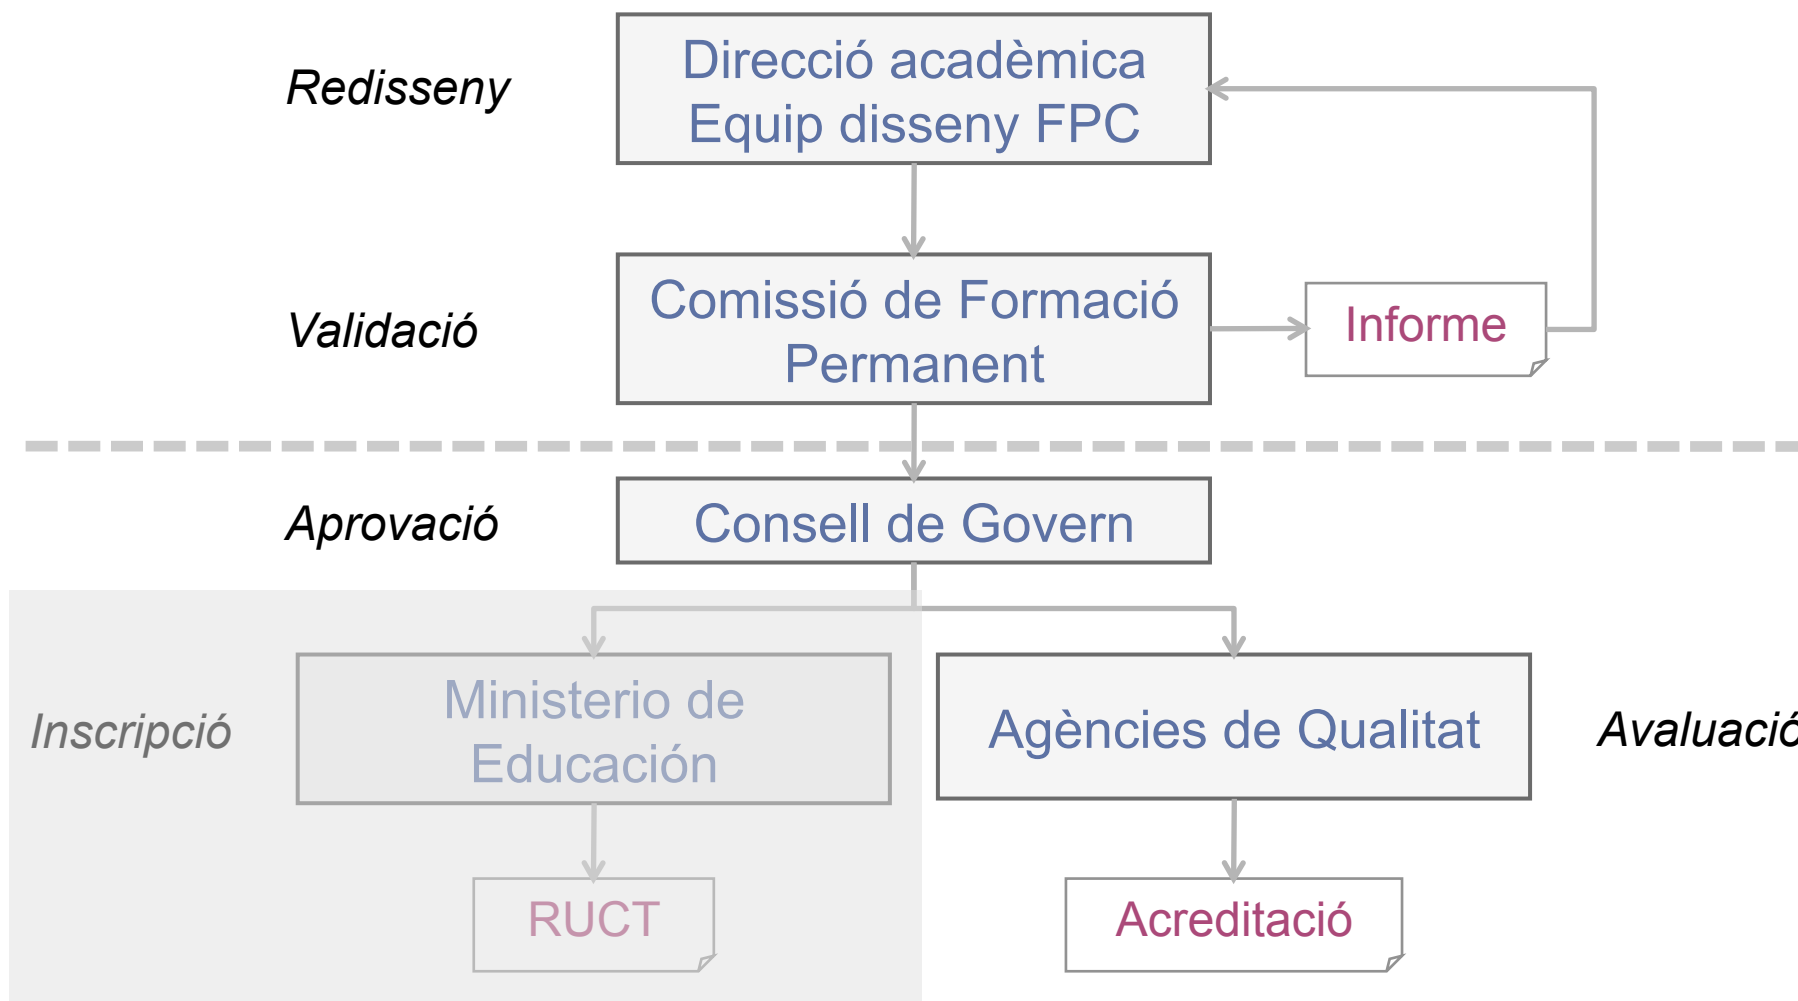 Redisseny
Direcció acadèmica
Equip disseny FPC
Validació
Comissió de Formació
Permanent
Informe
Aprovació
Consell de Govern
Inscripció
Ministerio de
Educación
Agències de Qualitat
Avaluació
RUCT
Acreditació